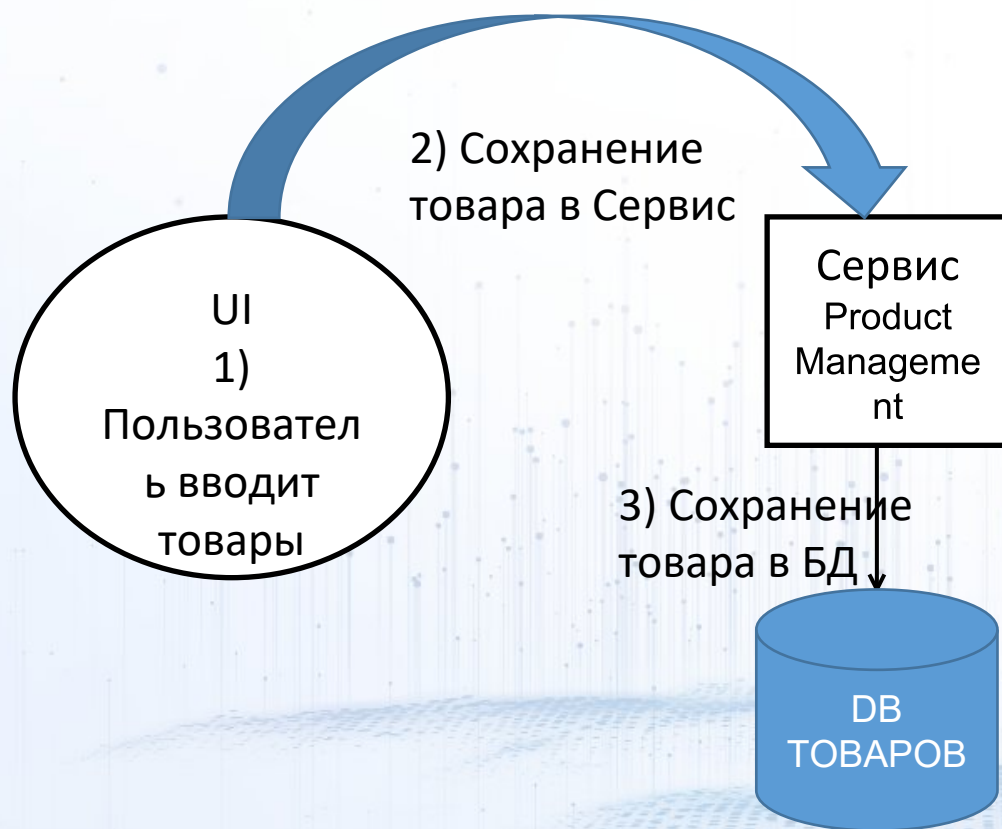 2) Сохранение
товара в Сервис
UI
1)
Пользовател
ь вводит
товары
Сервис
Product
Manageme
nt
3) Сохранение
товара в БД
DB
ТОВАРОВ